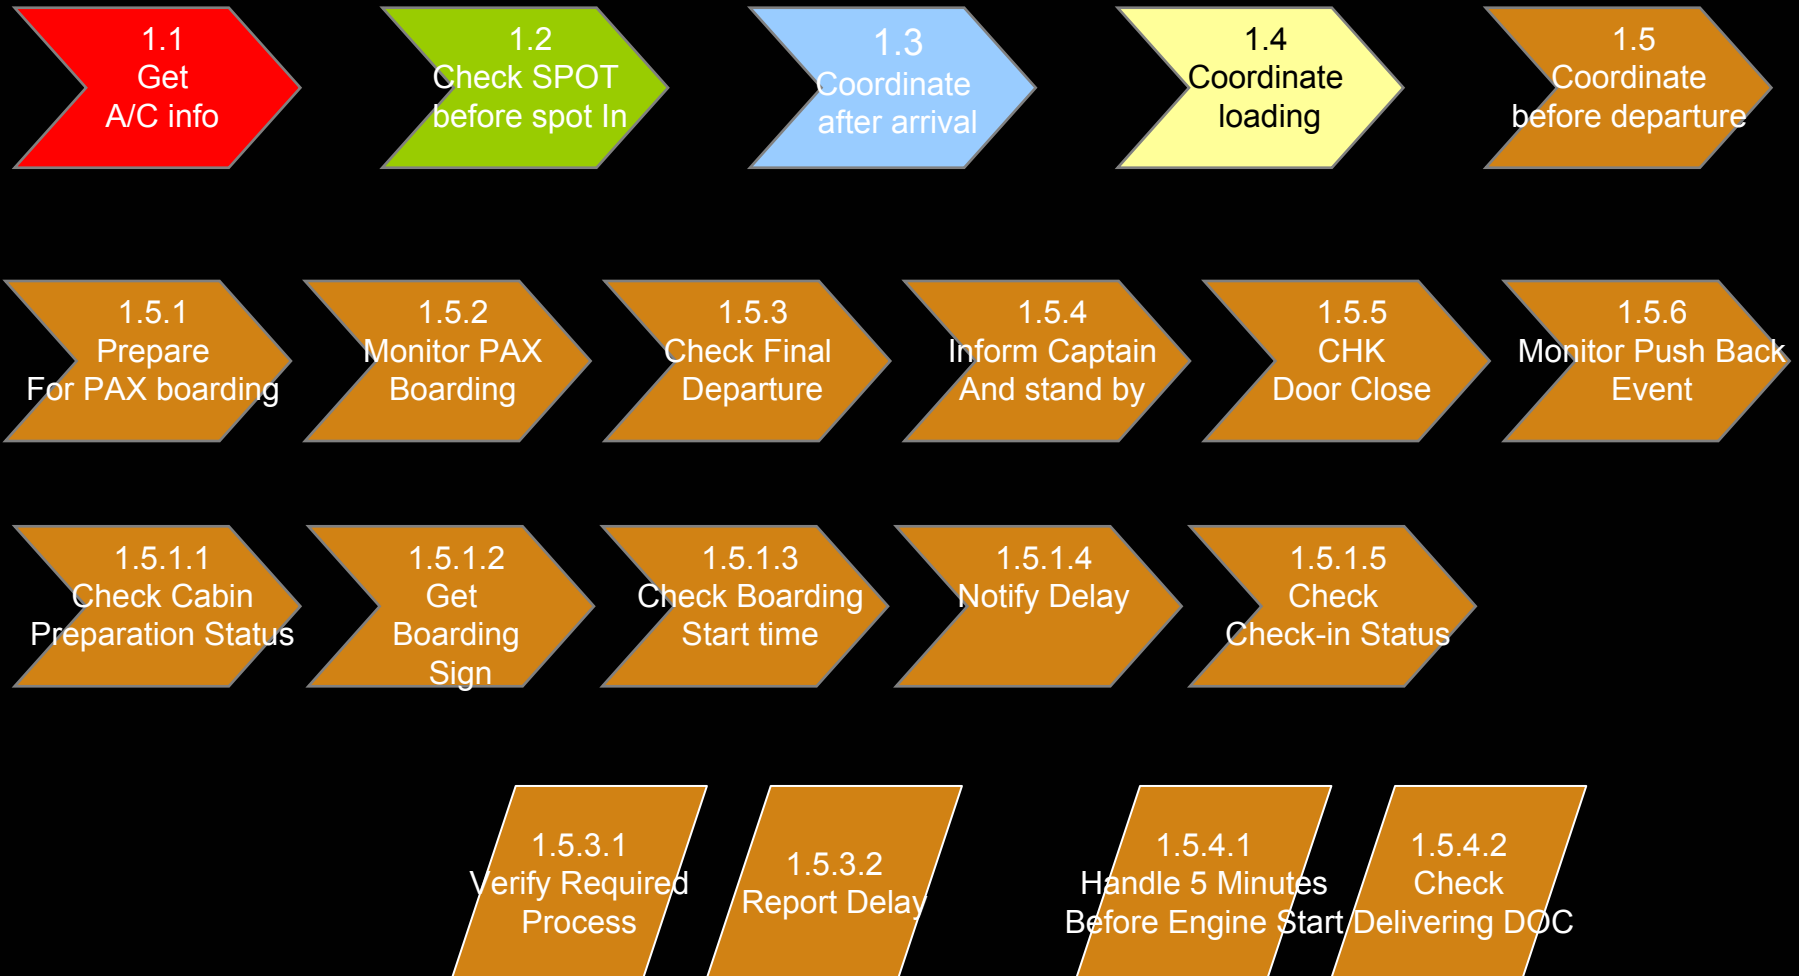 1.1
Get
A/C info
1.2
Check SPOT
before spot In
1.3
Coordinate
after arrival
1.4
Coordinate
loading
1.5
Coordinate
before departure
1.5.1
Prepare
For PAX boarding
1.5.2
Monitor PAX
Boarding
1.5.3
Check Final
Departure
1.5.4
Inform Captain
And stand by
1.5.5
CHK
Door Close
1.5.6
Monitor Push Back
Event
1.5.1.1
Check Cabin
Preparation Status
1.5.1.2
Get
Boarding
Sign
1.5.1.3
Check Boarding
Start time
1.5.1.4
Notify Delay
1.5.1.5
Check
Check-in Status
1.5.3.1
Verify Required
Process
1.5.3.2
Report Delay
1.5.4.1
Handle 5 Minutes
Before Engine Start
1.5.4.2
Check
Delivering DOC